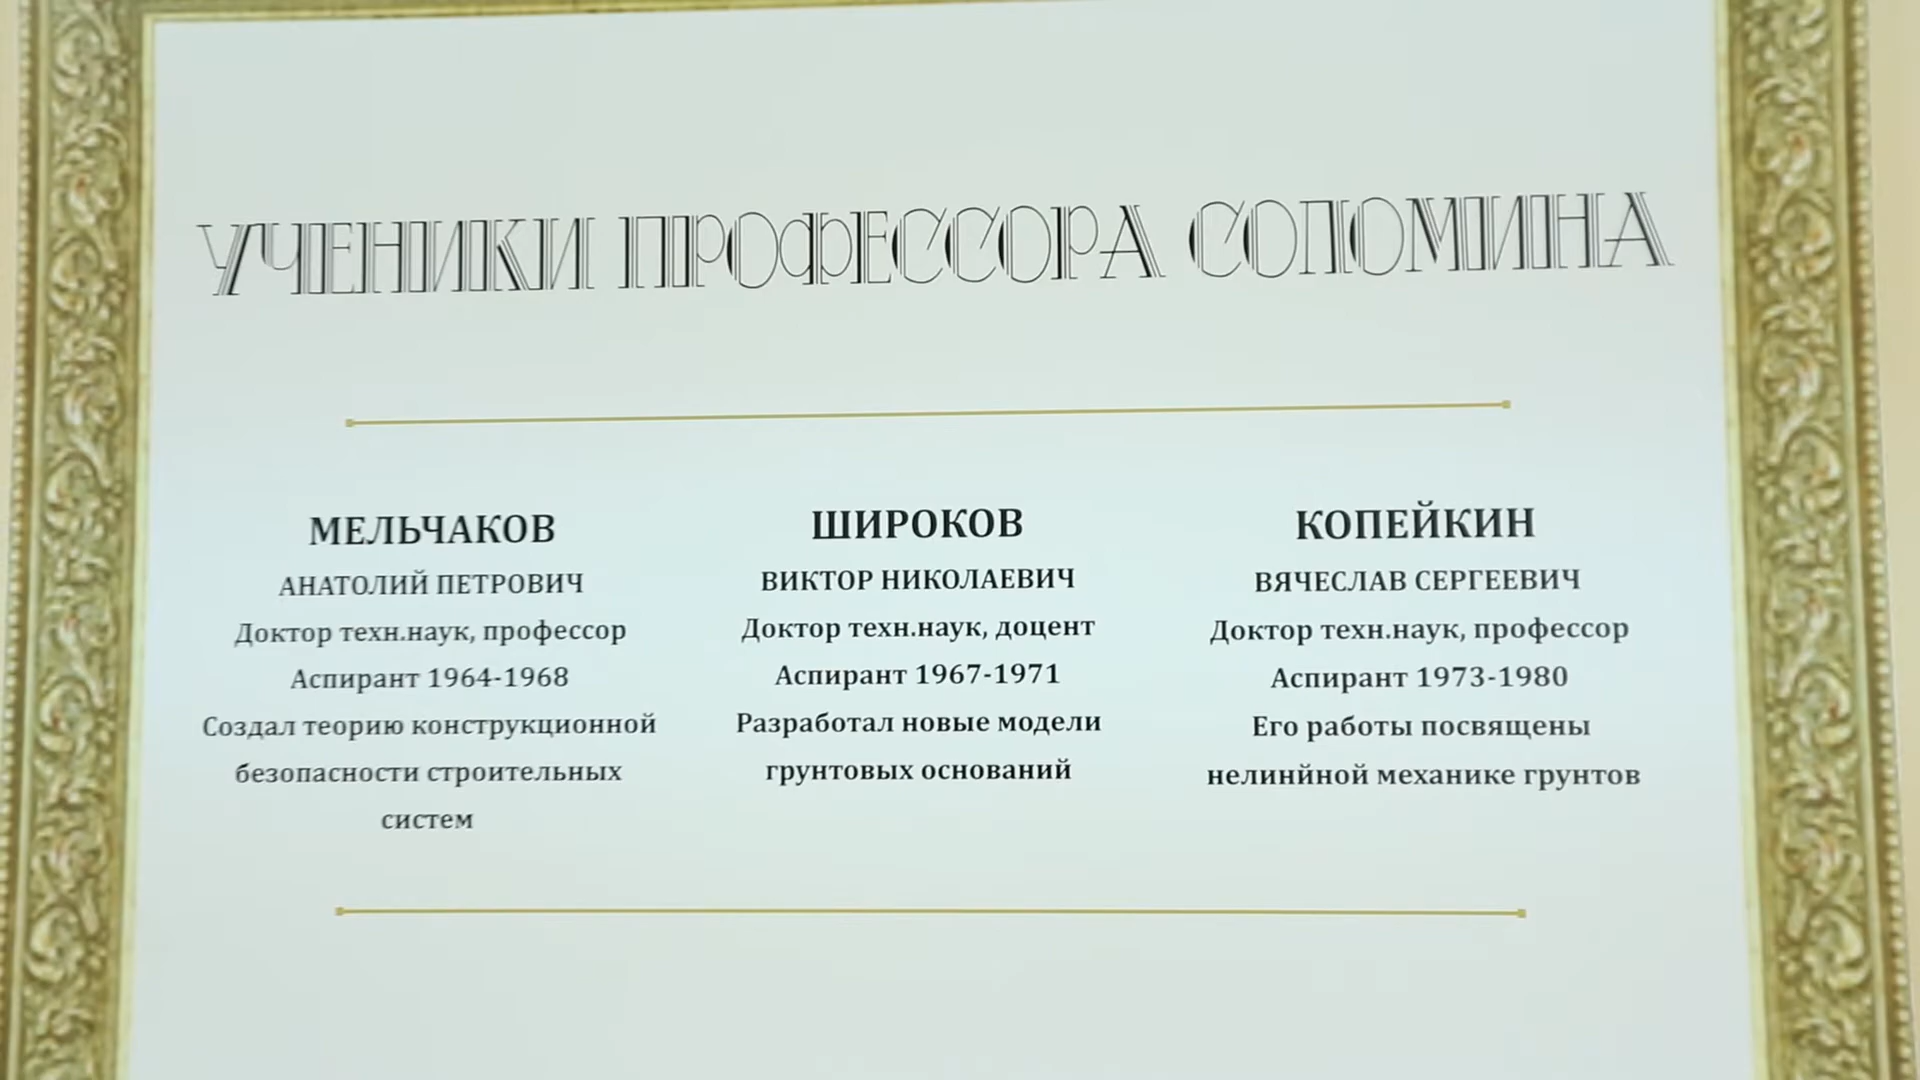 УЧЕНИКИ ПРОФЕССОРА СОЛОМИНА
МЕЛЬЧАКОВ
АНАТОЛИЙ ПЕТРОВИЧ
Доктор техн.наук, профессор
Аспирант 1964-1968
Создал теорию конструкционной
безопасности строительных
систем
ШИРОКОВ
ВИКТОР НИКОЛАЕВИЧ
Доктор техн.наук, доцент
Аспирант 1967-1971
Разработал новые модели
грунтовых оснований
КОПЕЙКИН
ВЯЧЕСЛАВ СЕРГЕЕВИЧ
Доктор техн.наук, профессор
Аспирант 1973-1980
Его работы посвящены
нелинйной механике грунтов